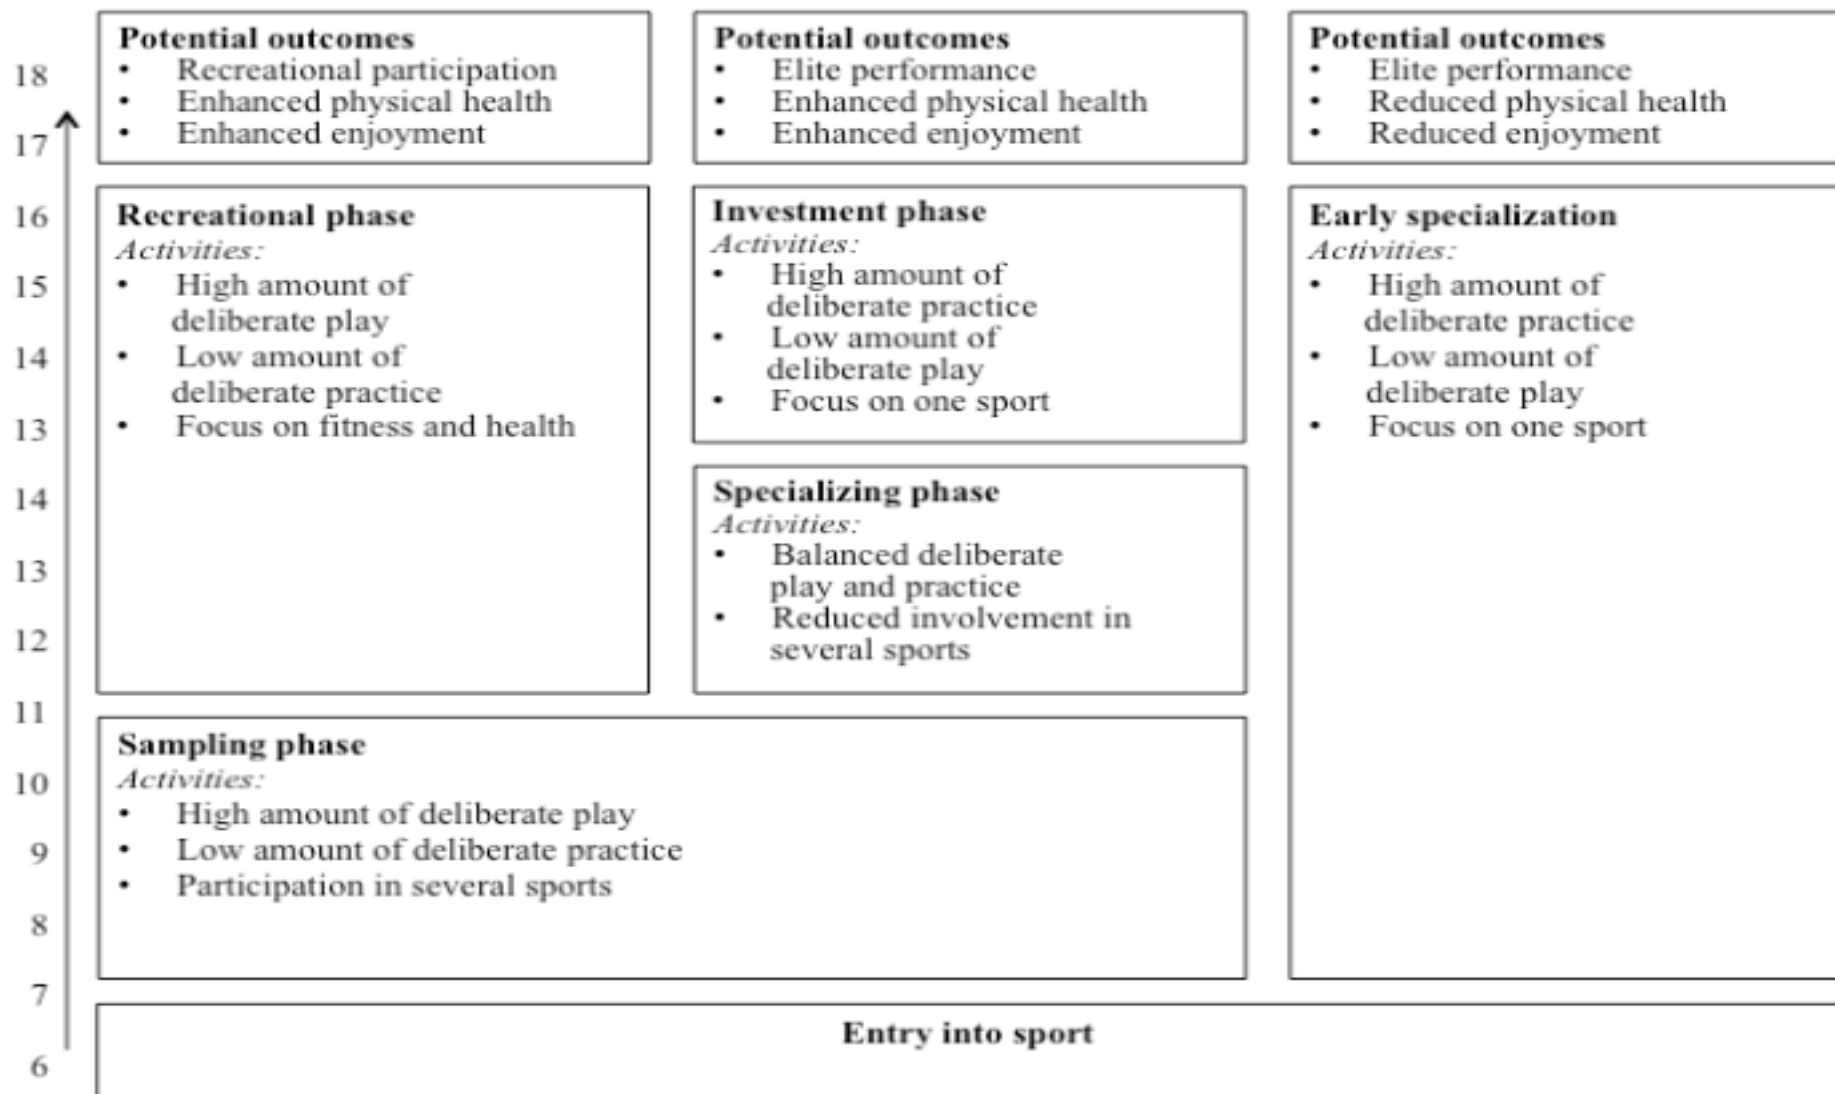 Potential outcomes
• Recreational participation
• Enhanced physical health
• Enhanced enjoyment
Potential outcomes
• Elite performance
• Enhanced physical health
• Enhanced enjoyment
Potential outcomes
• Elite performance
• Reduced physical health
• Reduced enjoyment
Recreational phase
Activities:
• High amount of
deliberate play
• Low amount of
deliberate practice
• Focus on fitness and health
Investment phase
Activities:
• High amount of
deliberate practice
• Low amount of
deliberate play
• Focus on one sport
Early specialization
Activities:
• High amount of
deliberate practice
• Low amount of
deliberate play
• Focus on one sport
Specializing phase
Activities:
• Balanced deliberate
play and practice
• Reduced involvement in
several sports
Sampling phase
Activities:
• High amount of deliberate play
• Low amount of deliberate practice
• Participation in several sports
Entry into sport
18
17
16
15
14
13
14
13
12
11
10
9
8
7
6